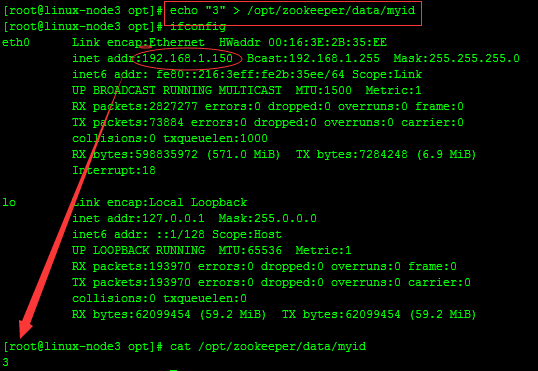 [root@linux-node3 opt]# echo "3" > /opt/zookeeper/data/myid
[root@linux-node3 opt]# ifconfig
eth0 Link encap:Ethernet HWaddr 00:16:3E:2B:35:EE
inet addr:192.168.1.150 Bcast:192.168.1.255 Mask:255.255.255.0
inet6 addr: fe80::216:3eff:fe2b:35ee/64 Scope:Link
UP BROADCAST RUNNING MULTICAST MTU:1500 Metric:1
RX packets:2827277 errors:0 dropped:0 overruns:0 frame:0
TX packets:73884 errors:0 dropped:0 overruns:0 carrier:0
collisions:0 txqueuelen:1000
RX bytes:598835972 (571.0 MiB) TX bytes:7284248 (6.9 MiB)
Interrupt:18
lo Link encap:Local Loopback
inet addr:127.0.0.1 Mask:255.0.0.0
inet6 addr: ::1/128 Scope:Host
UP LOOPBACK RUNNING MTU:65536 Metric:1
RX packets:193970 errors:0 dropped:0 overruns:0 frame:0
TX packets:193970 errors:0 dropped:0 overruns:0 carrier:0
collisions:0 txqueuelen:0
RX bytes:62099454 (59.2 MiB) TX bytes:62099454 (59.2 MiB)
[root@linux-node3 opt]# cat /opt/zookeeper/data/myid
3